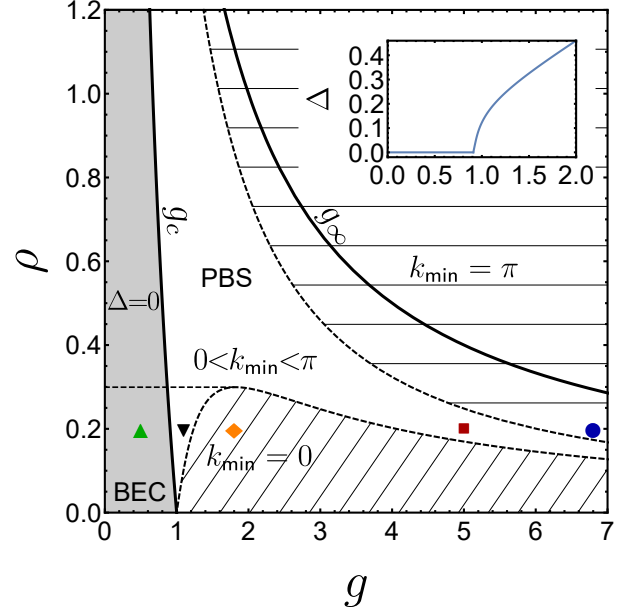 1.2
1.0
0.8
0.6
0.4
0.2
0.0
ρ
0 1 2 3 4 5 6 7
g
Δ=0
BEC
g_c
PBS
0<k_min<π
k_min = 0
g_∞
k_min = π
Δ
0.4
0.3
0.2
0.1
0.0
0.0 0.5 1.0 1.5 2.0